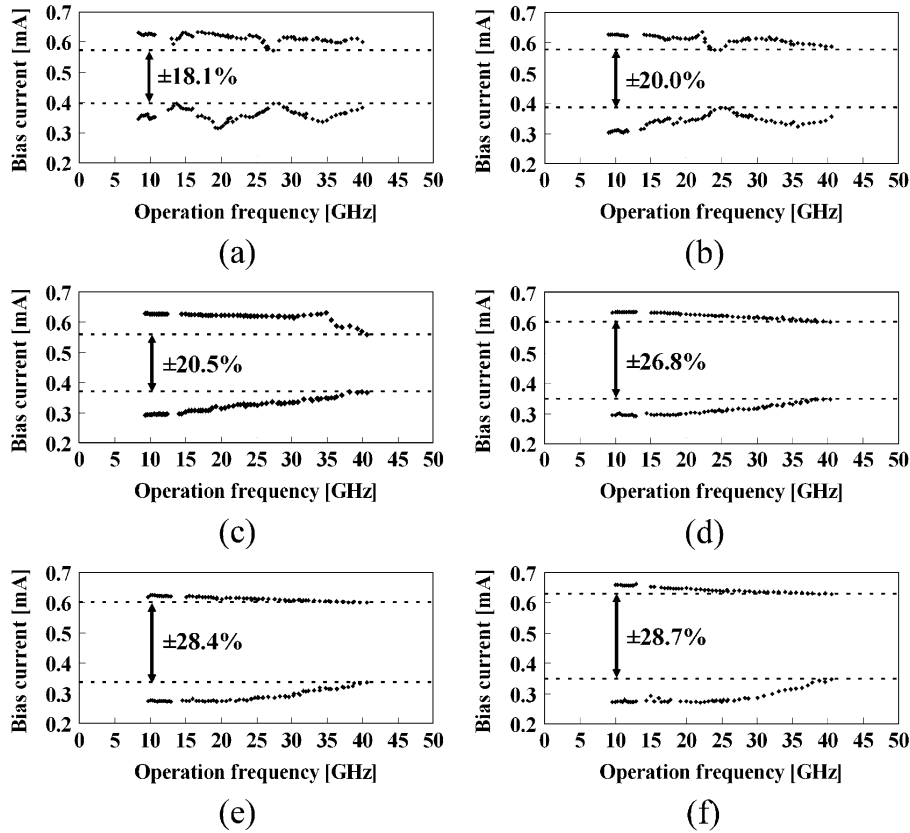 0.7
0.6
0.5
0.4
0.3
0.2
Bias current [mA]
±18.1%
0 5 10 15 20 25 30 35 40 45 50
Operation frequency [GHz]
(a)
0.7
0.6
0.5
0.4
0.3
0.2
Bias current [mA]
±20.0%
0 5 10 15 20 25 30 35 40 45 50
Operation frequency [GHz]
(b)
0.7
0.6
0.5
0.4
0.3
0.2
Bias current [mA]
±20.5%
0 5 10 15 20 25 30 35 40 45 50
Operation frequency [GHz]
(c)
0.7
0.6
0.5
0.4
0.3
0.2
Bias current [mA]
±26.8%
0 5 10 15 20 25 30 35 40 45 50
Operation frequency [GHz]
(d)
0.7
0.6
0.5
0.4
0.3
0.2
Bias current [mA]
±28.4%
0 5 10 15 20 25 30 35 40 45 50
Operation frequency [GHz]
(e)
0.7
0.6
0.5
0.4
0.3
0.2
Bias current [mA]
±28.7%
0 5 10 15 20 25 30 35 40 45 50
Operation frequency [GHz]
(f)